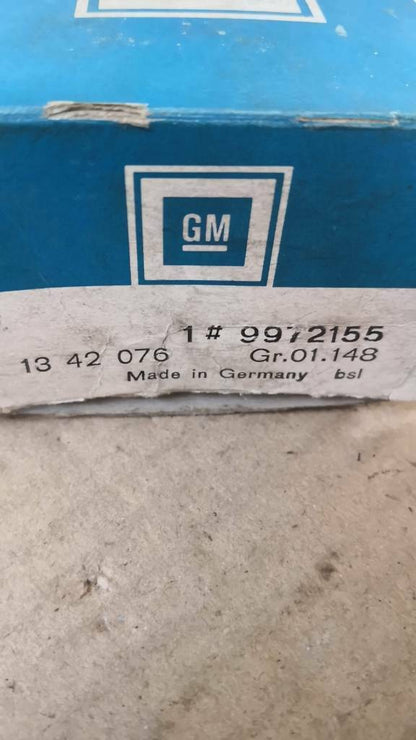 GM
1 # 9972155
13 42 076 Gr.01.148
Made in Germany bsl